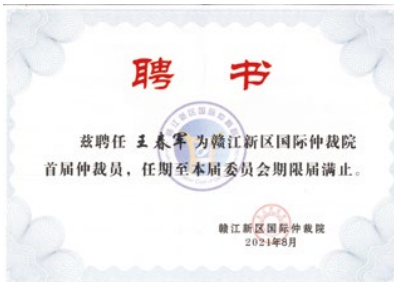 聘书
兹聘任 王春军 为赣江新区国际仲裁院
首届仲裁员，任期至本届委员会期限届满止。
赣江新区国际仲裁院
2021年8月